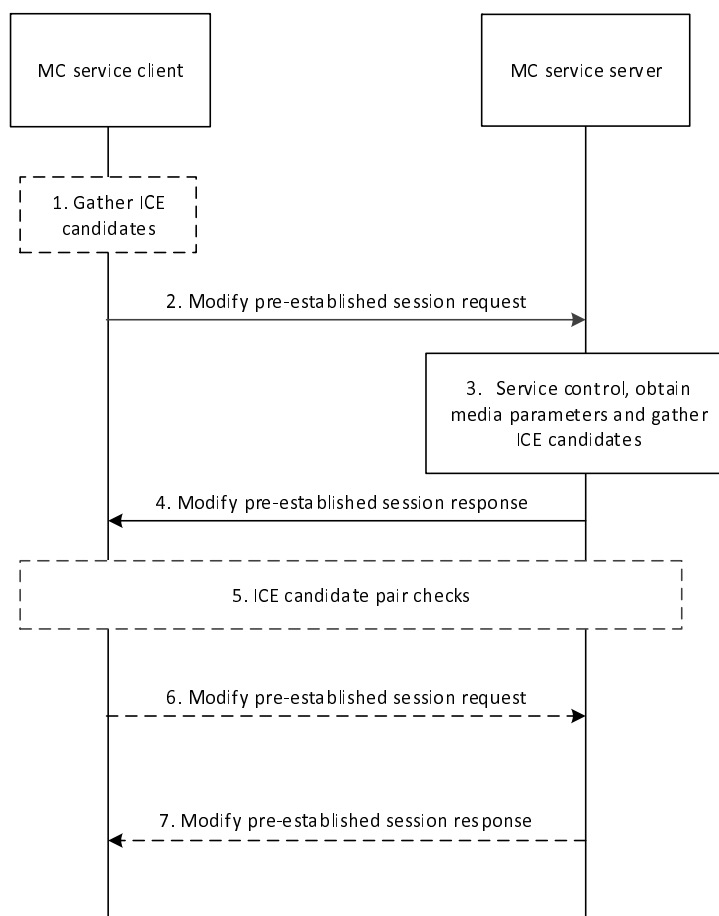 MC service client
MC service server
1. Gather ICE
candidates
2. Modify pre-established session request
3. Service control, obtain
media parameters and gather
ICE candidates
4. Modify pre-established session response
5. ICE candidate pair checks
6. Modify pre-established session request
7. Modify pre-established session response